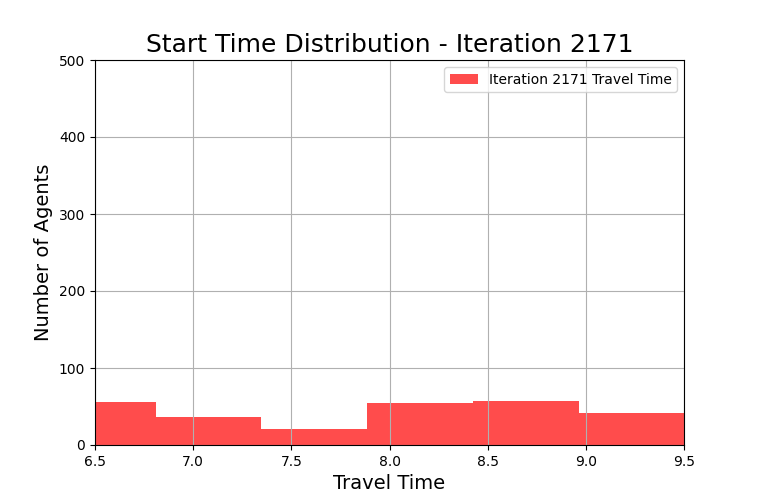 Start Time Distribution - Iteration 2171
Iteration 2171 Travel Time
Number of Agents
500
400
300
200
100
0
6.5 7.0 7.5 8.0 8.5 9.0 9.5
Travel Time